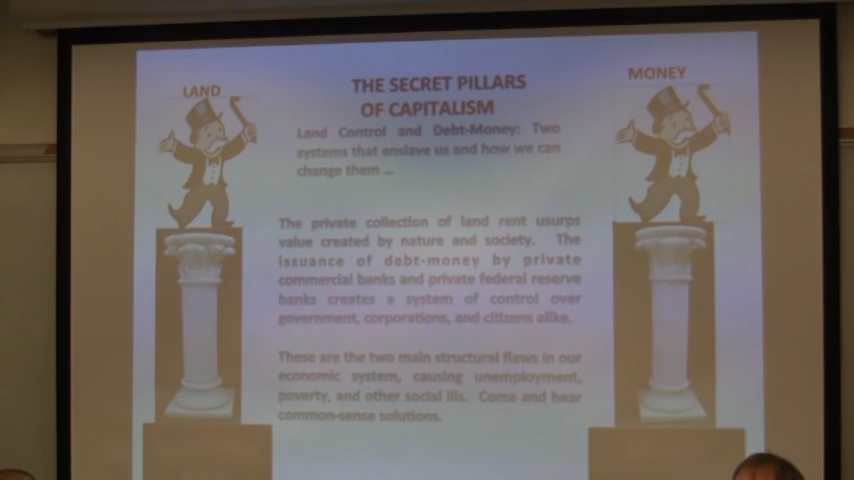 LAND
THE SECRET PILLARS
MONEY
OF CAPITALISM
Land Control and Debt-Money: Two
systems that enslave us and how we can
change them ...
The private collection of land rent usurps
value created by nature and society. The
issuance of debt-money by private
commercial banks and private federal reserve
banks creates a system of control over
government, corporations, and citizens alike.
These are the two main structural flaws in our
economic system, causing unemployment,
poverty, and other social ills. Come and hear
common-sense solutions.